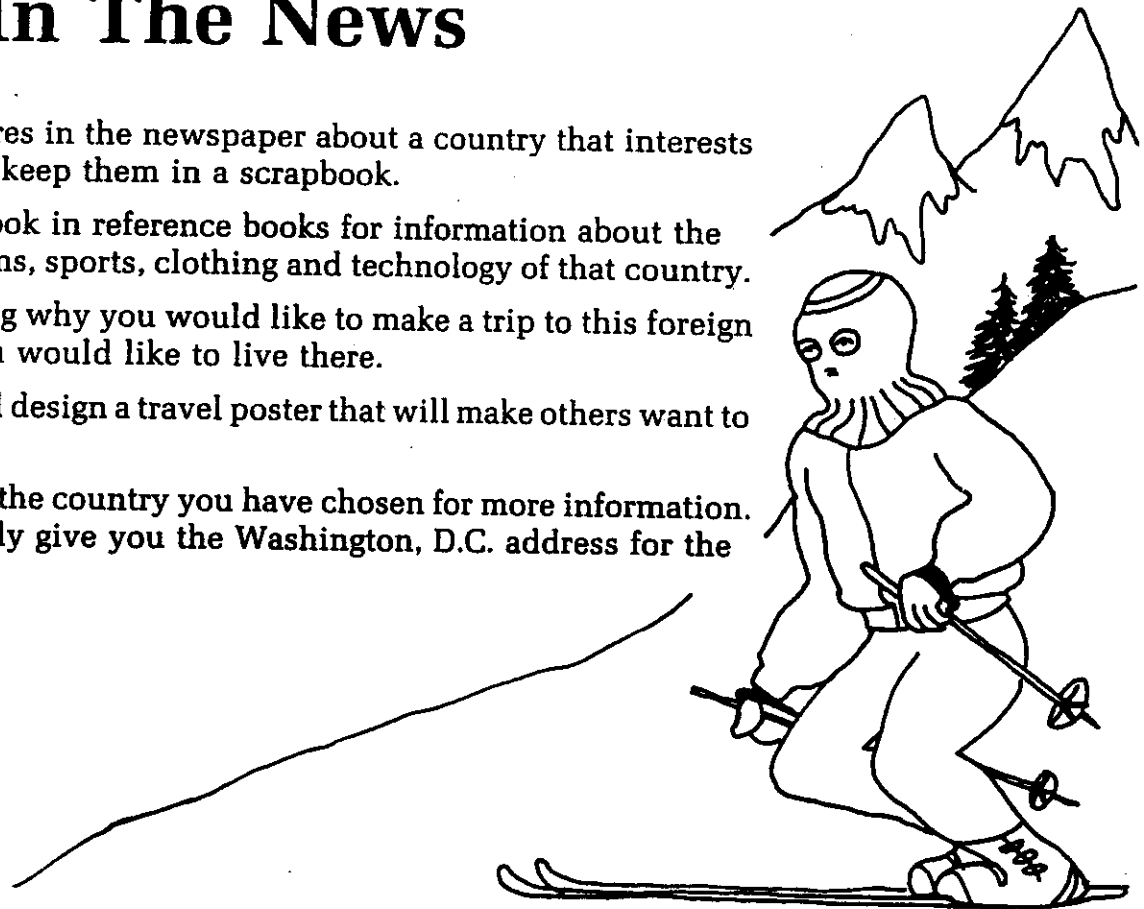 In The News
res in the newspaper about a country that interests
keep them in a scrapbook.
ook in reference books for information about the
ns, sports, clothing and technology of that country.
g why you would like to make a trip to this foreign
u would like to live there.
design a travel poster that will make others want to
the country you have chosen for more information.
ly give you the Washington, D.C. address for the